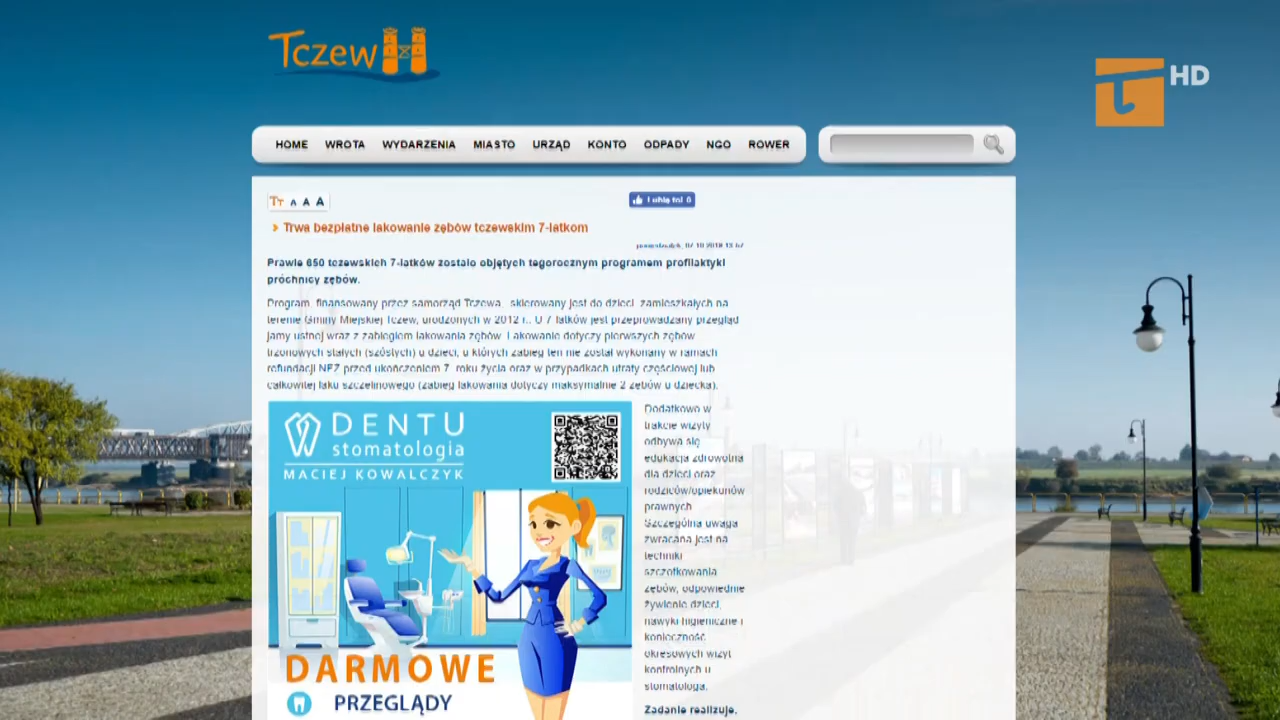 Tczew
HD
HOME WROTA WYDARZENIA MIASTO URZĄD KONTO ODPADY NGO ROWER
Tт A A A
Lubię to! 0
Trwa bezpłatne lakowanie zębów tczewskim 7-latkom
Prawie 650 tczewskich 7-latków zostało objętych tegorocznym programem profilaktyki
próchnicy zębów.
Program, finansowany przez samorząd Tczewa, skierowany jest do dzieci zamieszkałych na
terenie Gminy Miejskiej Tczew, urodzonych w 2012 r.. U 7 latków jest przeprowadzany przegląd
jamy ustnej wraz z zabiegiem lakowania zębów. Lakowanie dotyczy pierwszych zębów
trzonowych stałych (szóstych) u dzieci, u których zabieg ten nie został wykonany w ramach
refundacji NFZ przed ukończeniem 7. roku życia oraz w przypadkach utraty częściowej lub
całkowitej laku szczelinowego (zabieg lakowania dotyczy maksymalnie 2 zębów u dziecka).
DENTU
stomatologia
MACIEJ KOWALCZYK
DARMOWE
PRZEGLĄDY
Dodatkowo w
trakcie wizyty
odbywa się
edukacja zdrowotna
dla dzieci oraz
rodziców/opiekunów
prawnych.
Szczególna uwaga
zwracana jest na
techniki
szczotkowania
zębów, odpowiednie
żywienie dzieci,
nawyki higieniczne i
konieczność
okresowych wizyt
kontrolnych u
stomatologa.
Zadanie realizuje,